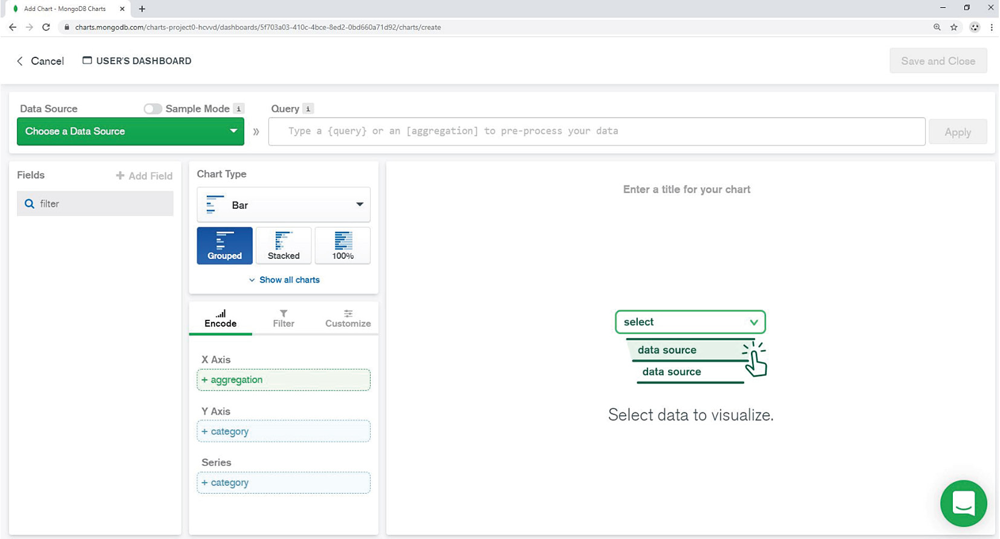 Add Chart - MongoDB Charts
charts.mongodb.com/charts-project0-hcvvd/dashboards/5f703a03-410c-4bce-8ed2-0bd660a71d92/charts/create
Cancel USER'S DASHBOARD Save and Close
Data Source Sample Mode i Query i
Choose a Data Source » Type a {query} or an [aggregation] to pre-process your data Apply
Fields + Add Field
filter
Chart Type
Bar
Grouped Stacked 100%
Show all charts
Encode Filter Customize
X Axis
+ aggregation
Y Axis
+ category
Series
+ category
Enter a title for your chart
select
data source
data source
Select data to visualize.